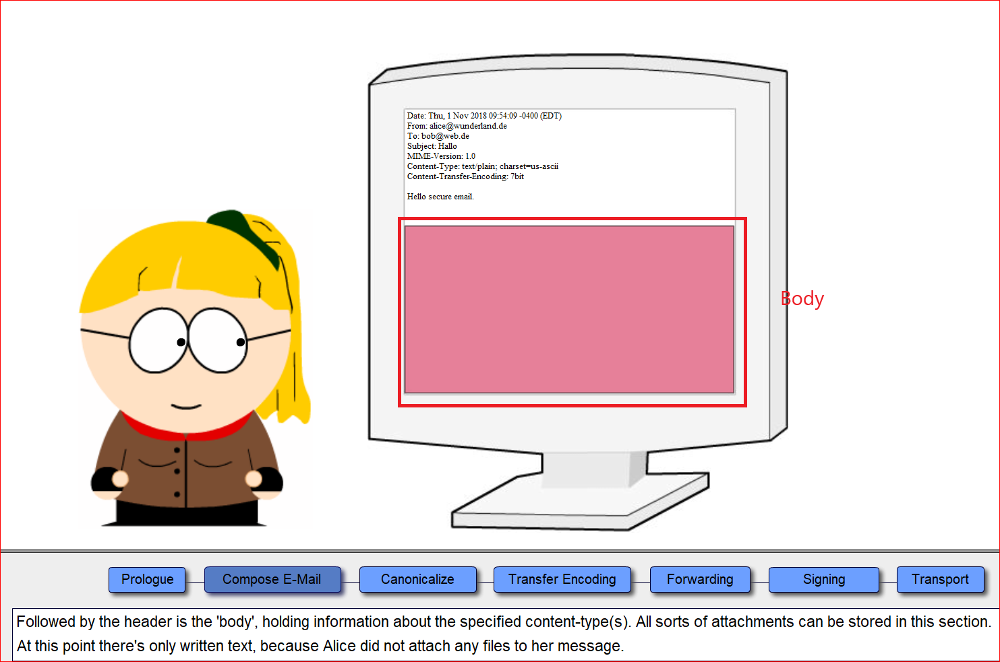 Date: Thu, 1 Nov 2018 09:54:09 -0400 (EDT)
From: alice@wunderland.de
To: bob@web.de
Subject: Hallo
MIME-Version: 1.0
Content-Type: text/plain; charset=us-ascii
Content-Transfer-Encoding: 7bit
Hello secure email.
Body
Prologue
Compose E-Mail
Canonicalize
Transfer Encoding
Forwarding
Signing
Transport
Followed by the header is the 'body', holding information about the specified content-type(s). All sorts of attachments can be stored in this section.
At this point there's only written text, because Alice did not attach any files to her message.